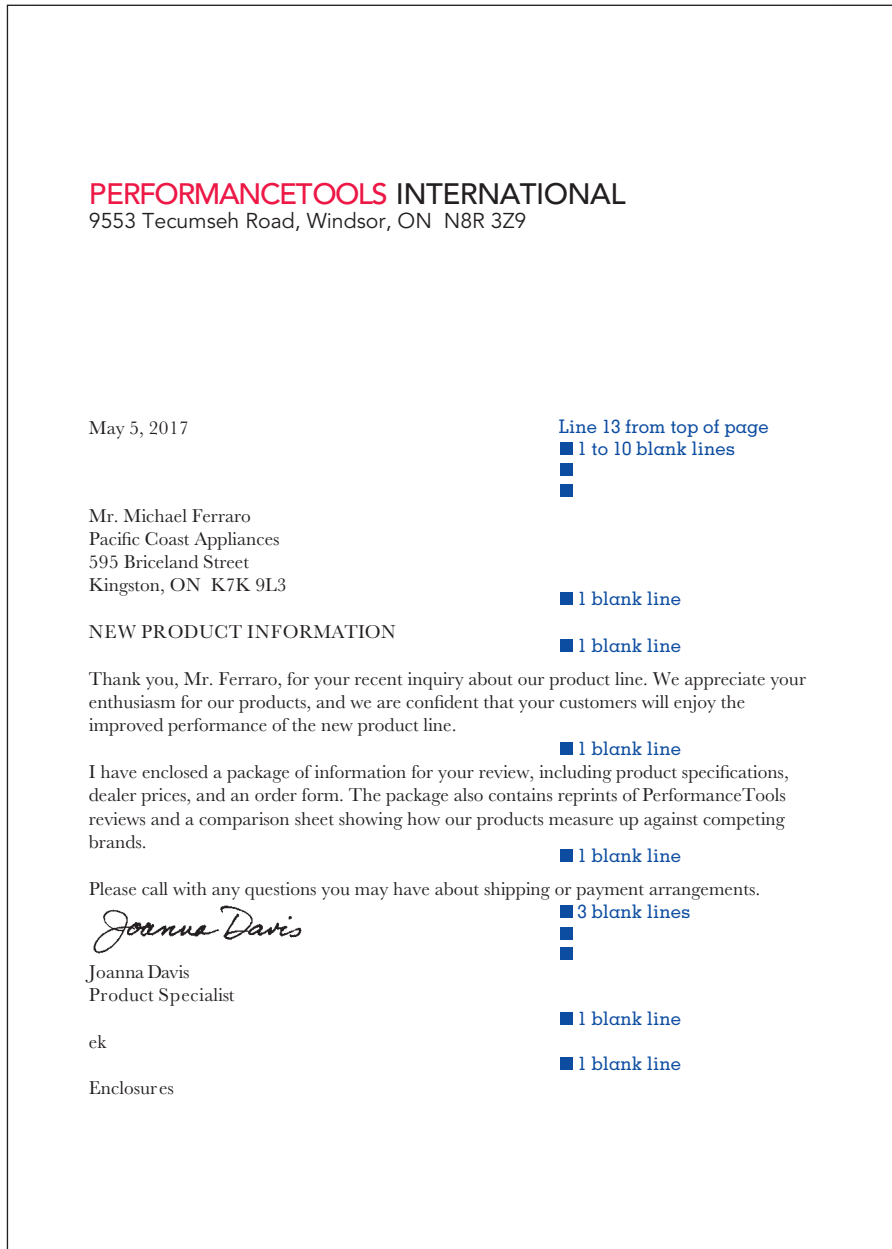 PERFORMANCETOOLS INTERNATIONAL
9553 Tecumseh Road, Windsor, ON  N8R 3Z9
May 5, 2017
Line 13 from top of page
1 to 10 blank lines
Mr. Michael Ferraro
Pacific Coast Appliances
595 Briceland Street
Kingston, ON  K7K 9L3
1 blank line
NEW PRODUCT INFORMATION
1 blank line
Thank you, Mr. Ferraro, for your recent inquiry about our product line. We appreciate your
enthusiasm for our products, and we are confident that your customers will enjoy the
improved performance of the new product line.
1 blank line
I have enclosed a package of information for your review, including product specifications,
dealer prices, and an order form. The package also contains reprints of PerformanceTools
reviews and a comparison sheet showing how our products measure up against competing
brands.
1 blank line
Please call with any questions you may have about shipping or payment arrangements.
3 blank lines
Joanna Davis
Joanna Davis
Product Specialist
1 blank line
ek
1 blank line
Enclosures